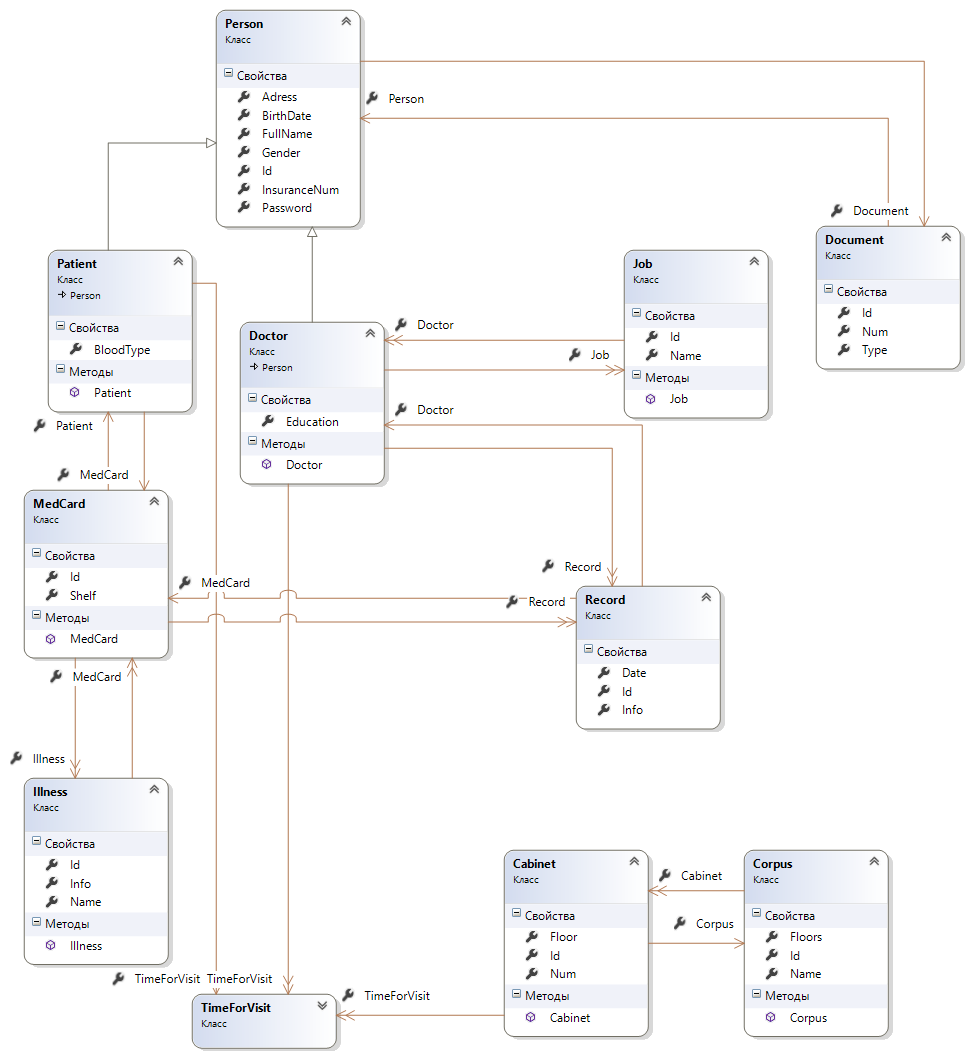 Person
Класс
Свойства
Adress
BirthDate
FullName
Gender
Id
InsuranceNum
Password
Person
Document
Document
Класс
Свойства
Id
Num
Type
Patient
Класс
Person
Свойства
BloodType
Методы
Patient
Job
Класс
Свойства
Id
Name
Методы
Job
Doctor
Класс
Person
Свойства
Education
Методы
Doctor
Doctor
Job
Doctor
Patient
MedCard
MedCard
Класс
Свойства
Id
Shelf
Методы
MedCard
MedCard
Record
Record
Record
Класс
Свойства
Date
Id
Info
MedCard
Illness
Illness
Класс
Свойства
Id
Info
Name
Методы
Illness
Cabinet
Класс
Свойства
Floor
Id
Num
Методы
Cabinet
Cabinet
Corpus
Corpus
Класс
Свойства
Floors
Id
Name
Методы
Corpus
TimeForVisit TimeForVisit
TimeForVisit
TimeForVisit
Класс